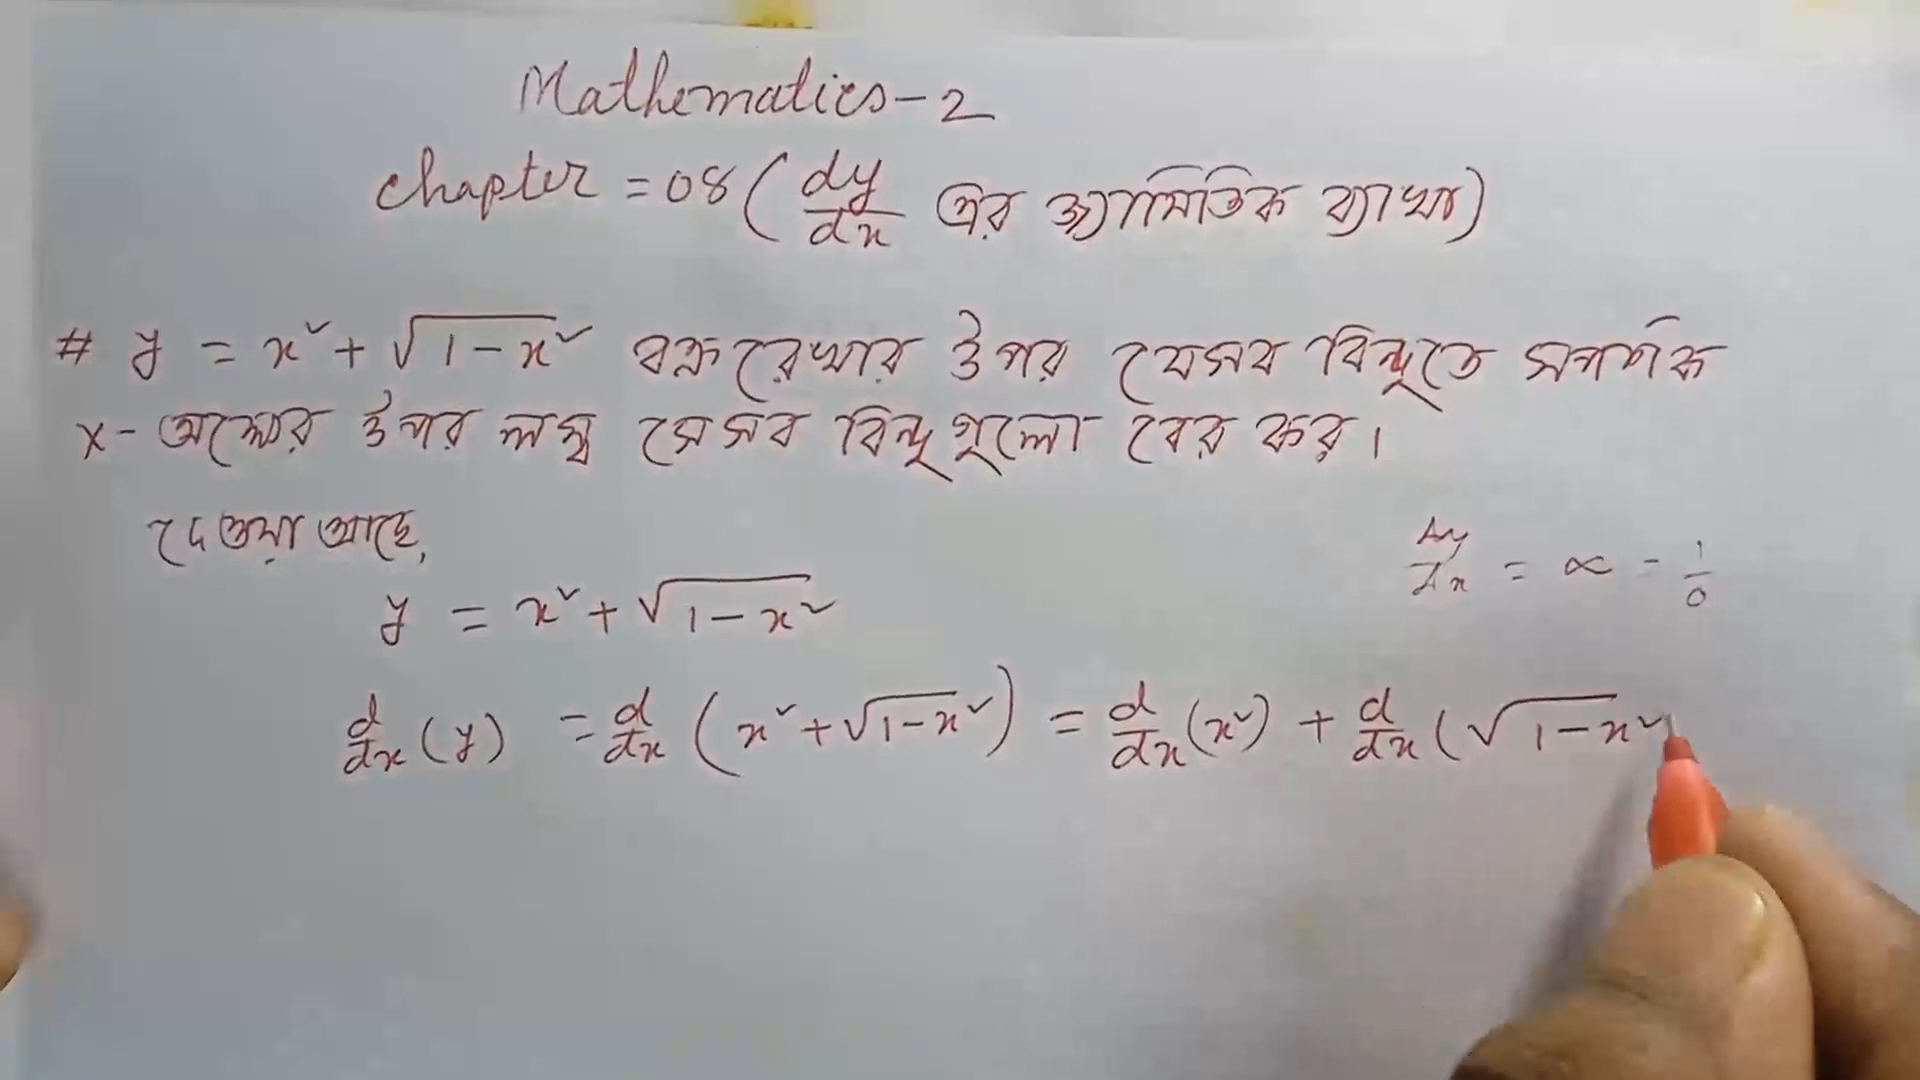 Mathematics-2
Chapter = 08 (dy/dx এর জ্যামিতিক ব্যাখা)
# y = x² + √(1-x²) বক্ররেখার উপর যেসব বিন্দুতে সপর্শক
x-অক্ষের উপর লম্ব সেসব বিন্দুগুলো বের কর।
দেওয়া আছে,
dy/dx = ∝ - 1/0
y = x² + √(1-x²)
d/dx (y) = d/dx (x² + √(1-x²)) = d/dx (x²) + d/dx (√(1-x²)